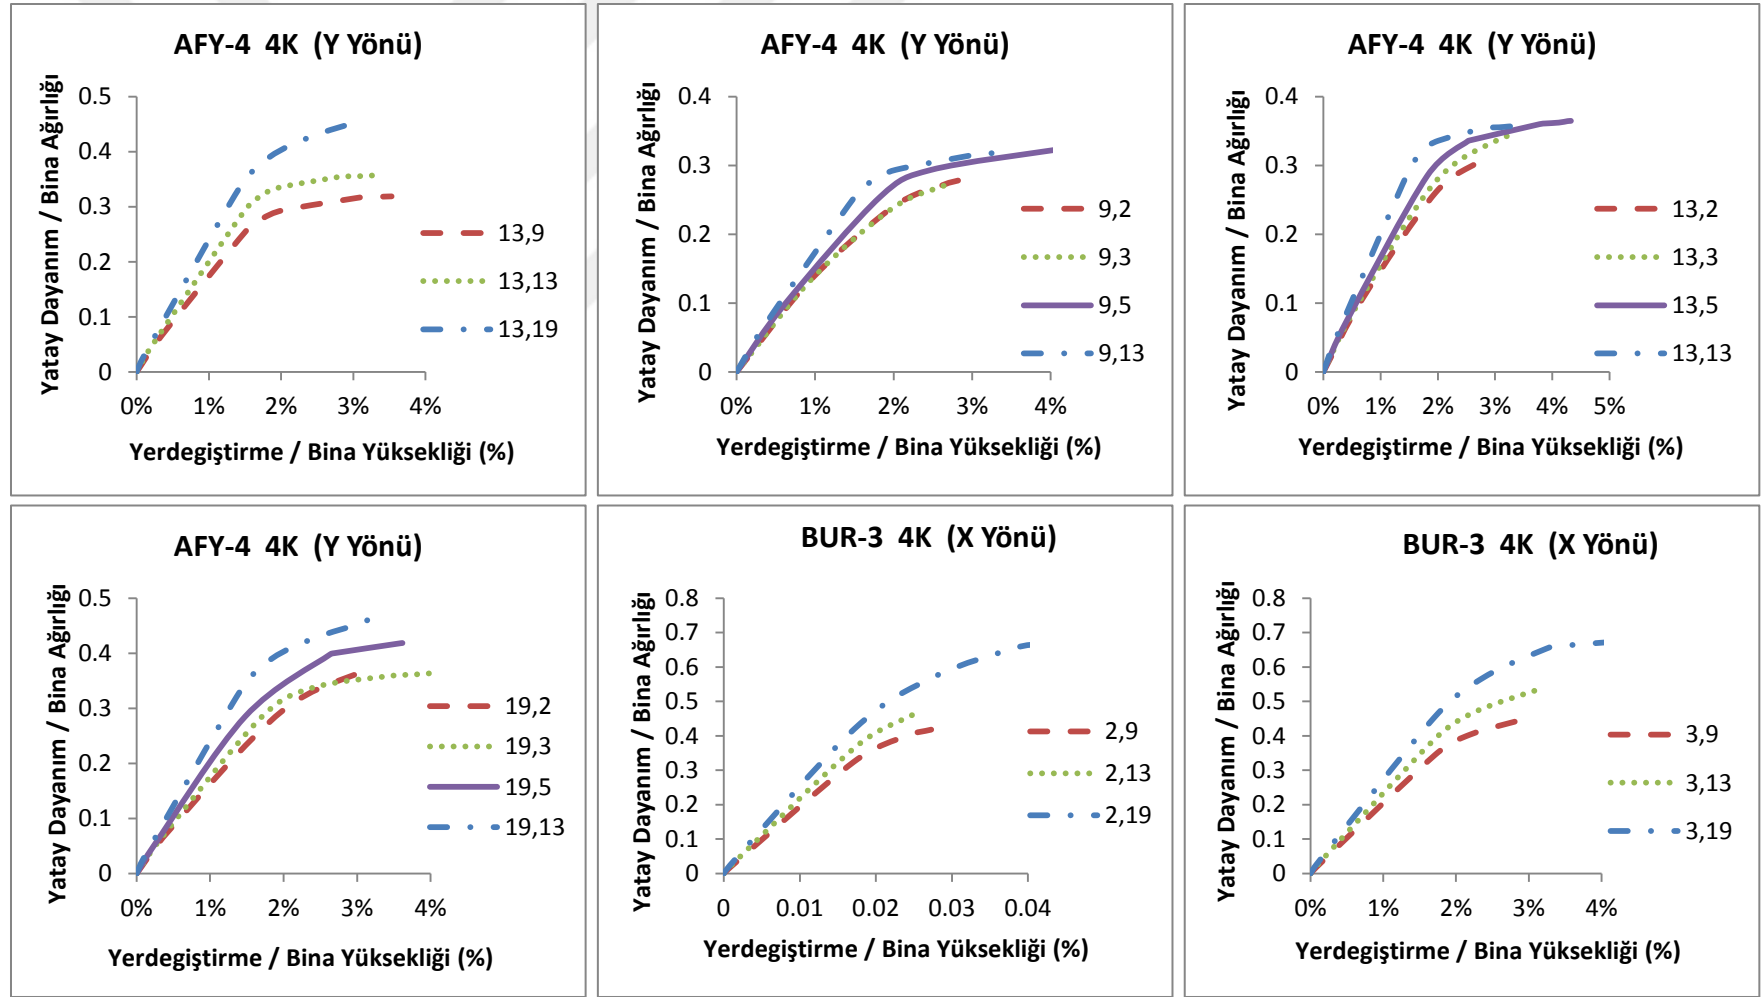 AFY-4 4K (Y Yönü)
Yatay Dayanım / Bina Ağırlığı
0.5
0.4
0.3
0.2
0.1
0
0% 1% 2% 3% 4%
Yerdegiştirme / Bina Yüksekliği (%)
13,9
13,13
13,19
AFY-4 4K (Y Yönü)
Yatay Dayanım / Bina Ağırlığı
0.4
0.3
0.2
0.1
0
0% 1% 2% 3% 4%
Yerdegiştirme / Bina Yüksekliği (%)
9,2
9,3
9,5
9,13
AFY-4 4K (Y Yönü)
Yatay Dayanım / Bina Ağırlığı
0.4
0.3
0.2
0.1
0
0% 1% 2% 3% 4% 5%
Yerdegiştirme / Bina Yüksekliği (%)
13,2
13,3
13,5
13,13
AFY-4 4K (Y Yönü)
Yatay Dayanım / Bina Ağırlığı
0.5
0.4
0.3
0.2
0.1
0
0% 1% 2% 3% 4%
Yerdegiştirme / Bina Yüksekliği (%)
19,2
19,3
19,5
19,13
BUR-3 4K (X Yönü)
Yatay Dayanım / Bina Ağırlığı
0.8
0.7
0.6
0.5
0.4
0.3
0.2
0.1
0
0 0.01 0.02 0.03 0.04
Yerdegiştirme / Bina Yüksekliği (%)
2,9
2,13
2,19
BUR-3 4K (X Yönü)
Yatay Dayanım / Bina Ağırlığı
0.8
0.7
0.6
0.5
0.4
0.3
0.2
0.1
0
0% 1% 2% 3% 4%
Yerdegiştirme / Bina Yüksekliği (%)
3,9
3,13
3,19